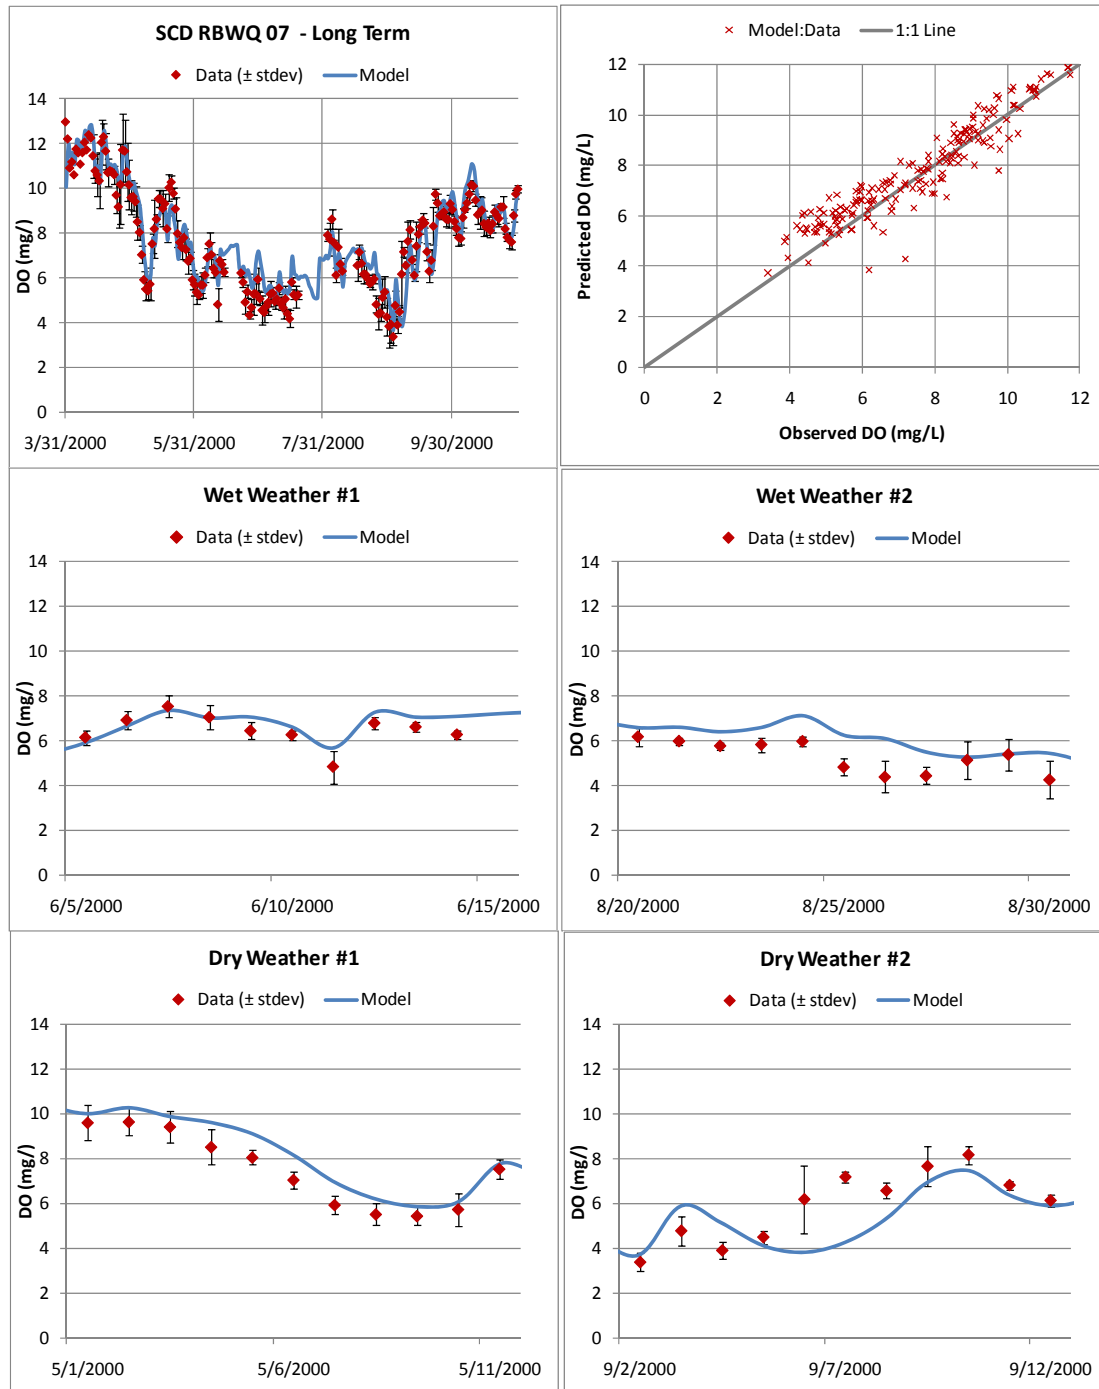 SCD RBWQ 07  - Long Term
Data (± stdev) Model
14
12
10
8
6
4
2
0
DO (mg/)
3/31/2000 5/31/2000 7/31/2000 9/30/2000
Model:Data 1:1 Line
12
10
8
6
4
2
0
Predicted DO (mg/L)
0 2 4 6 8 10 12
Observed DO (mg/L)
Wet Weather #1
Data (± stdev) Model
14
12
10
8
6
4
2
0
DO (mg/)
6/5/2000 6/10/2000 6/15/2000
Wet Weather #2
Data (± stdev) Model
14
12
10
8
6
4
2
0
DO (mg/)
8/20/2000 8/25/2000 8/30/2000
Dry Weather #1
Data (± stdev) Model
14
12
10
8
6
4
2
0
DO (mg/)
5/1/2000 5/6/2000 5/11/2000
Dry Weather #2
Data (± stdev) Model
14
12
10
8
6
4
2
0
DO (mg/)
9/2/2000 9/7/2000 9/12/2000